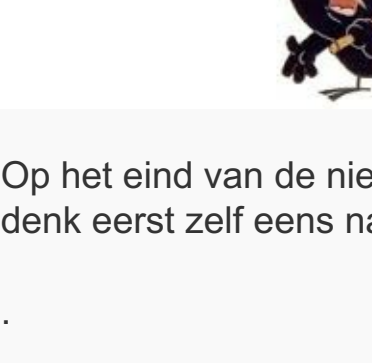 Op het eind van de nie
denk eerst zelf eens na
.